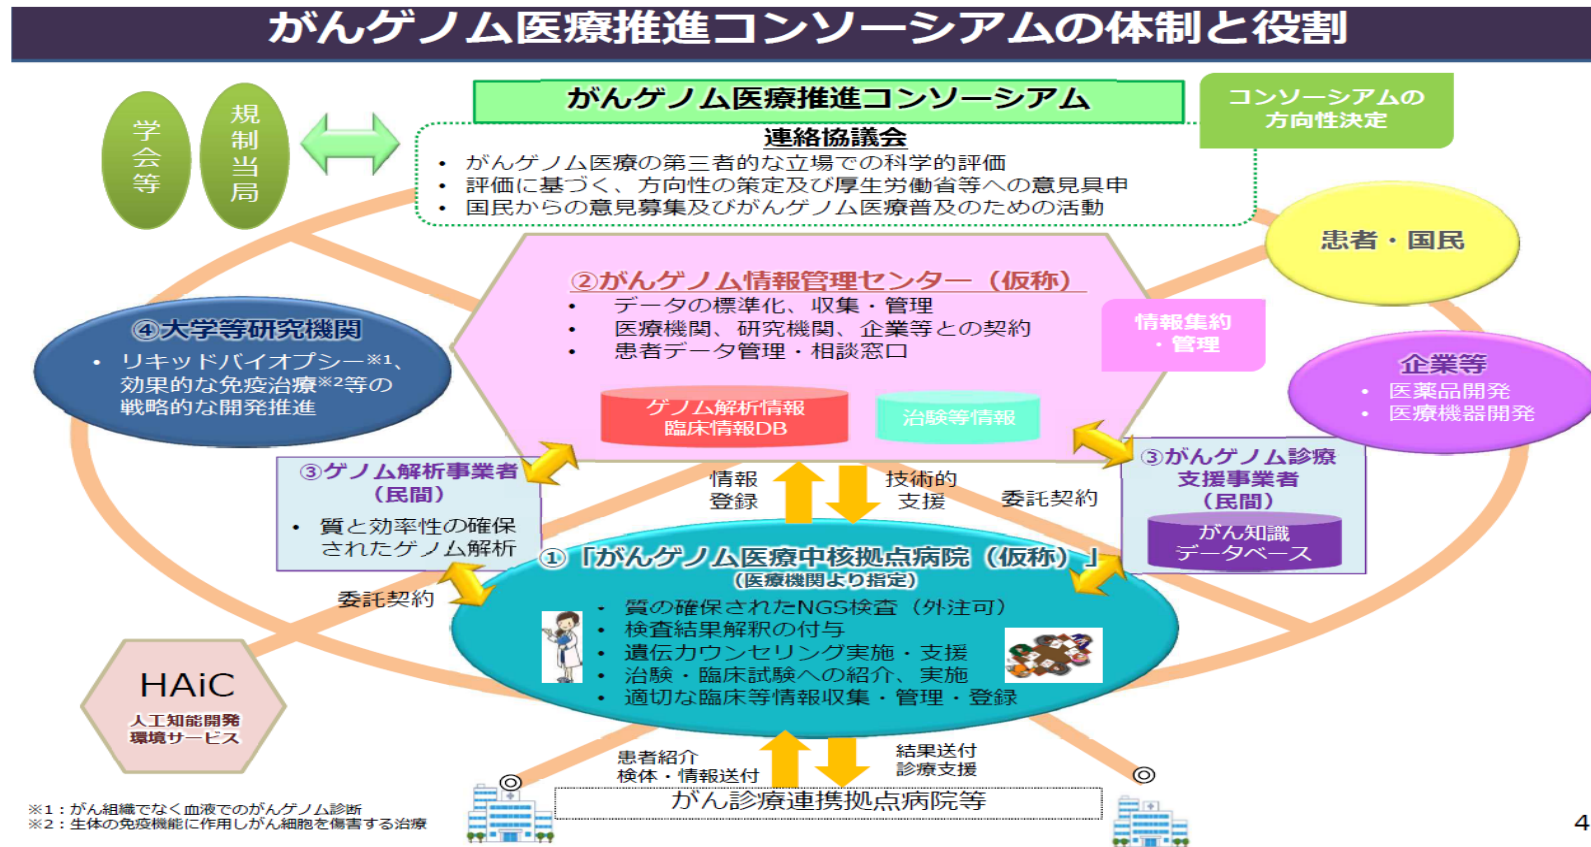 がんゲノム医療推進コンソーシアムの体制と役割
学会等
規制当局
がんゲノム医療推進コンソーシアム
コンソーシアムの
方向性決定
連絡協議会
• がんゲノム医療の第三者的な立場での科学的評価
• 評価に基づく、方向性の策定及び厚生労働省等への意見具申
• 国民からの意見募集及びがんゲノム医療普及のための活動
患者・国民
②がんゲノム情報管理センター（仮称）
• データの標準化、収集・管理
• 医療機関、研究機関、企業等との契約
• 患者データ管理・相談窓口
情報集約
・管理
ゲノム解析情報
臨床情報DB
治験等情報
④大学等研究機関
• リキッドバイオプシー※1、
効果的な免疫治療※2等の
戦略的な開発推進
企業等
• 医薬品開発
• 医療機器開発
③ゲノム解析事業者
（民間）
• 質と効率性の確保
されたゲノム解析
情報
登録
技術的
支援
委託契約
③がんゲノム診療
支援事業者
（民間）
がん知識
データベース
委託契約
①「がんゲノム医療中核拠点病院（仮称）」
（医療機関より指定）
• 質の確保されたNGS検査（外注可）
• 検査結果解釈の付与
• 遺伝カウンセリング実施・支援
• 治験・臨床試験への紹介、実施
• 適切な臨床等情報収集・管理・登録
HAiC
人工知能開発
環境サービス
患者紹介
検体・情報送付
結果送付
診療支援
がん診療連携拠点病院等
※1：がん組織でなく血液でのがんゲノム診断
※2：生体の免疫機能に作用しがん細胞を傷害する治療
4